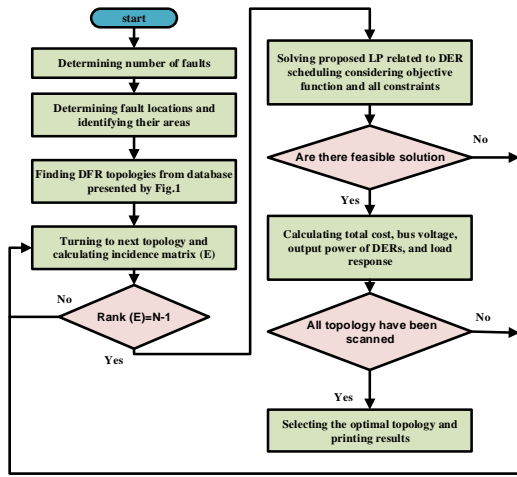 start
Determining number of faults
Determining fault locations and
identifying their areas
Finding DFR topologies from database
presented by Fig.1
Turning to next topology and
calculating incidence matrix (E)
No
Rank (E)=N-1
Yes
Solving proposed LP related to DER
scheduling considering objective
function and all constraints
No
Are there feasible solution
Yes
Calculating total cost, bus voltage,
output power of DERs, and load
response
No
All topology have been
scanned
Yes
Selecting the optimal topology and
printing results